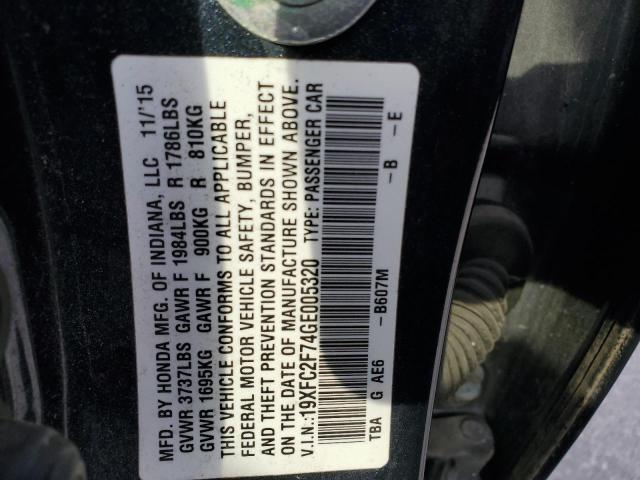 MFD. BY HONDA MFG. OF INDIANA, LLC 11/'15
GVWR 3737LBS GAWR F 1984LBS R 1786LBS
GVWR 1695KG GAWR F 900KG R 810KG
THIS VEHICLE CONFORMS TO ALL APPLICABLE
FEDERAL MOTOR VEHICLE SAFETY, BUMPER,
AND THEFT PREVENTION STANDARDS IN EFFECT
ON THE DATE OF MANUFACTURE SHOWN ABOVE.
V.I.N.:19XFC2F74GE005320 TYPE: PASSENGER CAR
TBA G AE6 -B607M -B -E